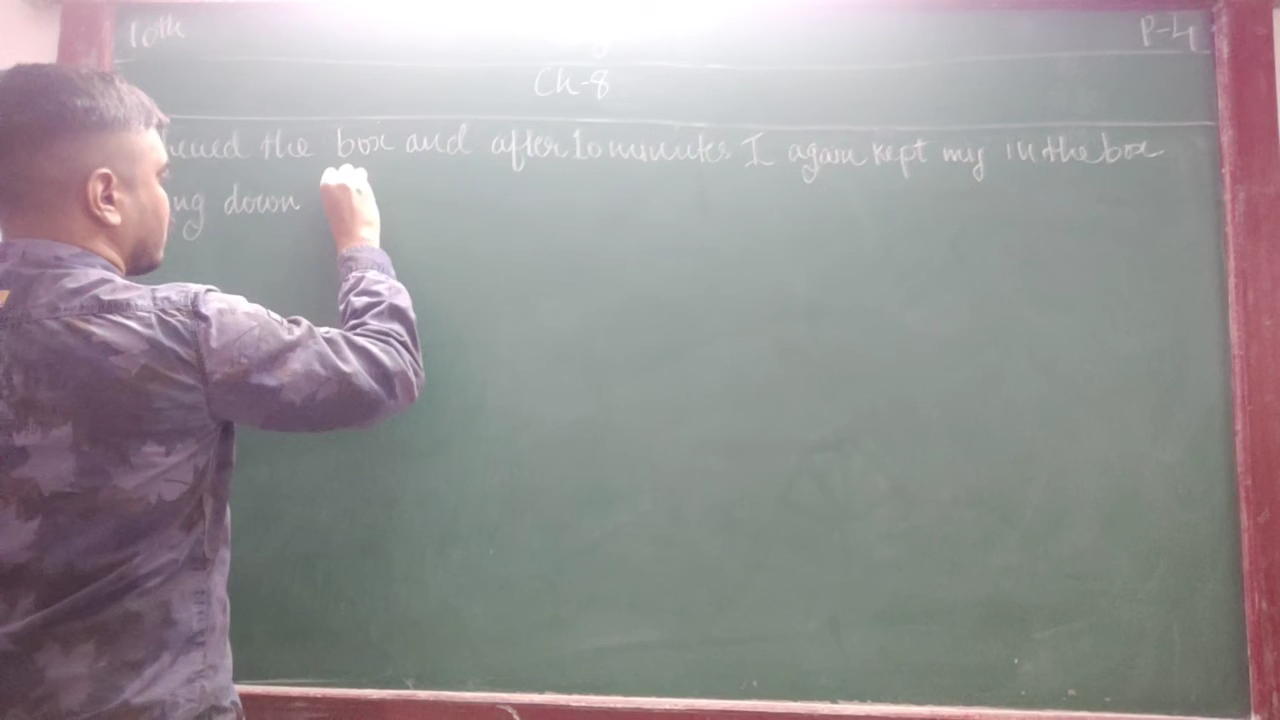 10th
P-4
Ch-8
the box and after 10 minutes I again kept my in the box
down